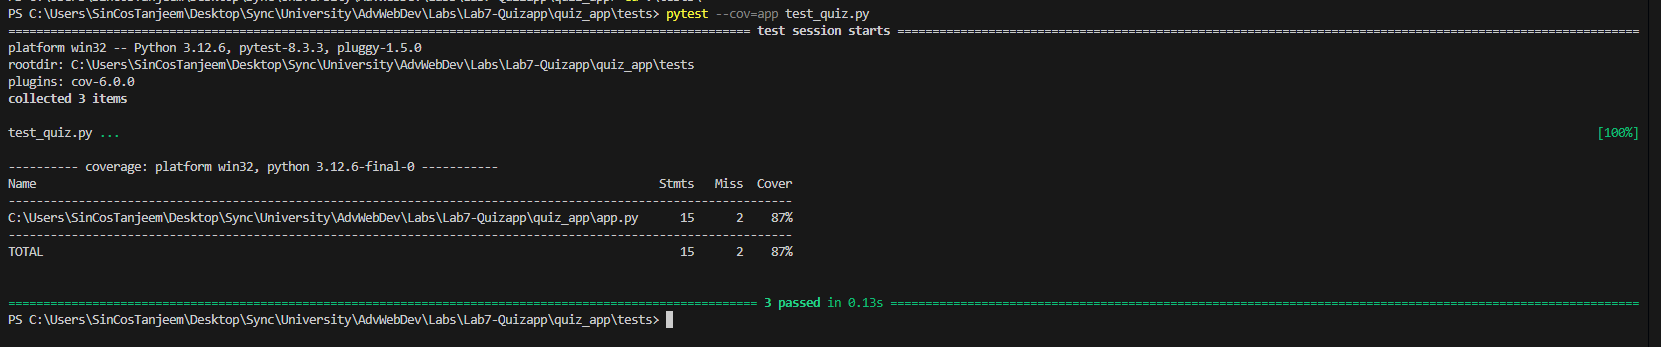 PS C:\Users\SinCosTanjeem\Desktop\Sync\University\AdvWebDev\Labs\Lab7-Quizapp\quiz_app\tests> pytest --cov=app test_quiz.py
============================= test session starts =============================
platform win32 -- Python 3.12.6, pytest-8.3.3, pluggy-1.5.0
rootdir: C:\Users\SinCosTanjeem\Desktop\Sync\University\AdvWebDev\Labs\Lab7-Quizapp\quiz_app\tests
plugins: cov-6.0.0
collected 3 items
test_quiz.py ... [100%]
---------- coverage: platform win32, python 3.12.6-final-0 -----------
Name Stmts Miss Cover
C:\Users\SinCosTanjeem\Desktop\Sync\University\AdvWebDev\Labs\Lab7-Quizapp\quiz_app\app.py 15 2 87%
TOTAL 15 2 87%
============================= 3 passed in 0.13s =============================
PS C:\Users\SinCosTanjeem\Desktop\Sync\University\AdvWebDev\Labs\Lab7-Quizapp\quiz_app\tests>